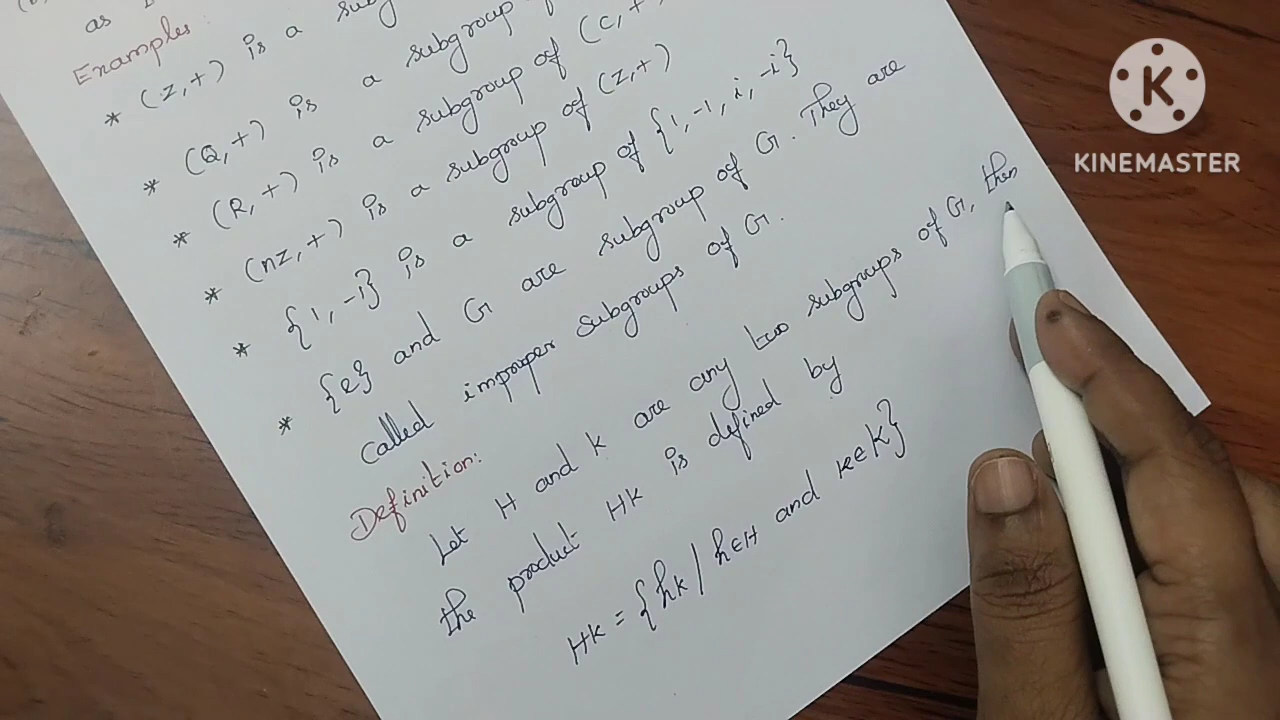 as
Examples:
* (Z,+) is a
* (Q,+) is a subgroup
* (R,+) is a subgroup of (C,+
* (nZ,+) is a subgroup of (Z,+)
* {1,-1} is a subgroup of {1,-1,i,-i}
* {e} and G are subgroup of G. They are
called improper subgroups of G.
Definition:
Let H and K are any two subgroups of G, then
the product HK is defined by
HK = {hk/h∈H and k∈K}
KINEMASTER